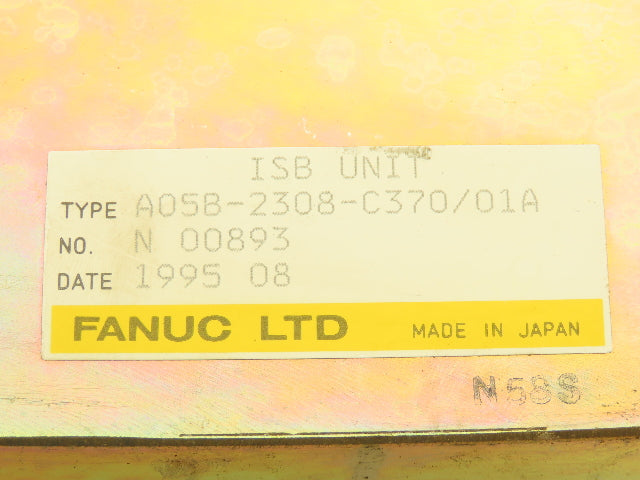 ISB UNIT
TYPE A05B-2308-C370/01A
NO. N 00893
DATE 1995 08
FANUC LTD MADE IN JAPAN
N58S